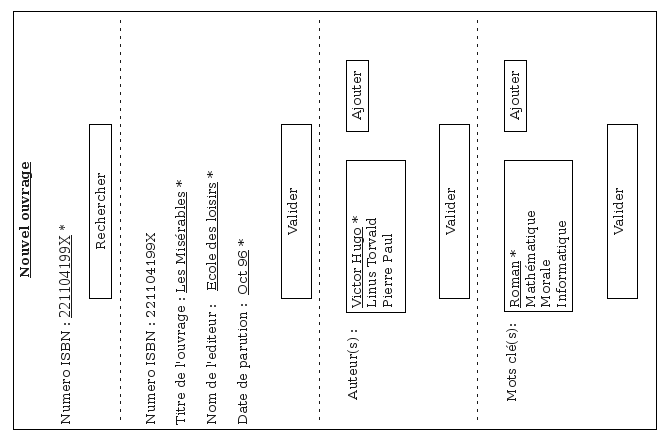 Nouvel ouvrage
Numero ISBN : 221104199X *
Rechercher
Numero ISBN : 221104199X
Titre de l'ouvrage : Les Misérables *
Nom de l'editeur : Ecole des loisirs *
Date de parution : Oct 96 *
Valider
Auteur(s) :
Victor Hugo *
Linus Torvald
Pierre Paul
Ajouter
Valider
Mots clé(s):
Roman *
Mathématique
Morale
Informatique
Ajouter
Valider